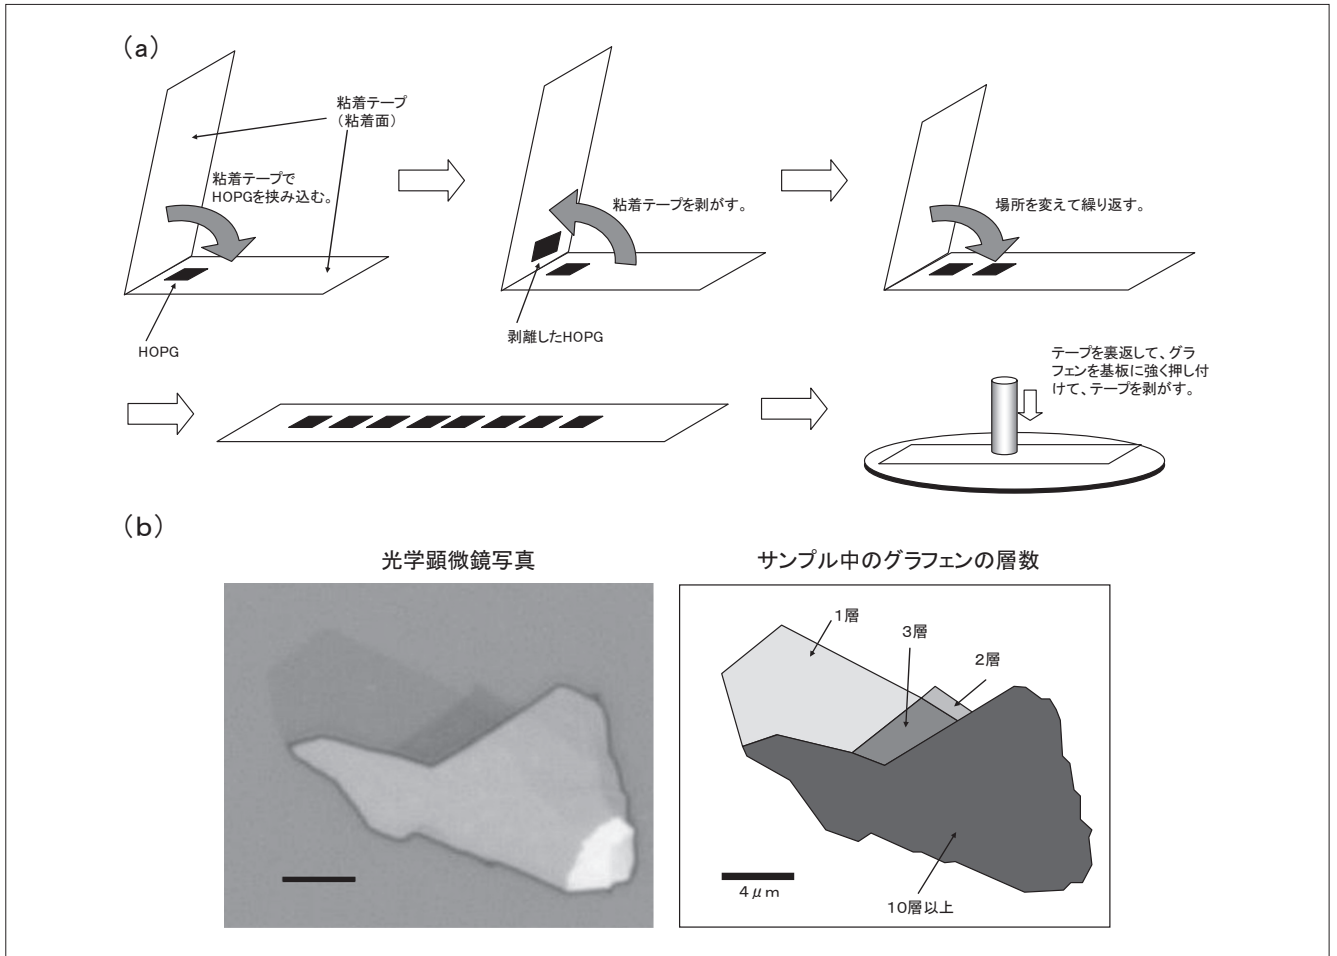 （a）
粘着テープ
（粘着面）
粘着テープで
HOPGを挟み込む。
HOPG
粘着テープを剥がす。
剥離したHOPG
場所を変えて繰り返す。
テープを裏返して、グラ
フェンを基板に強く押し付
けて、テープを剥がす。
（b）
光学顕微鏡写真
サンプル中のグラフェンの層数
1層
3層
2層
4μm
10層以上